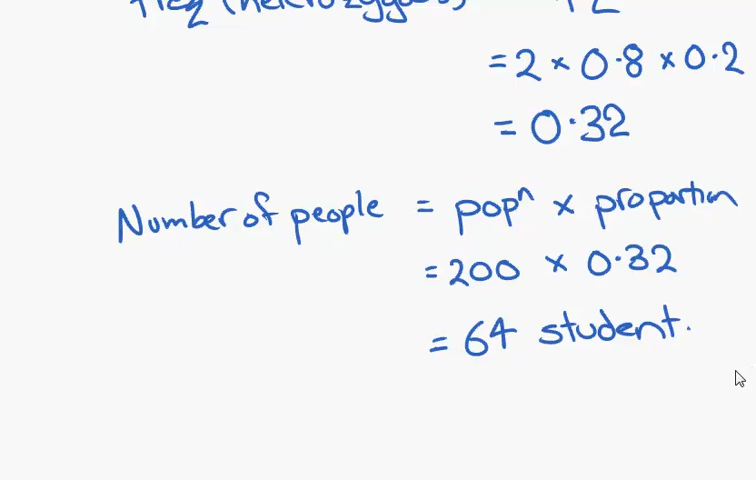 = 2 × 0.8 × 0.2
= 0.32
Number of people = popⁿ × proportion
= 200 × 0.32
= 64 student.